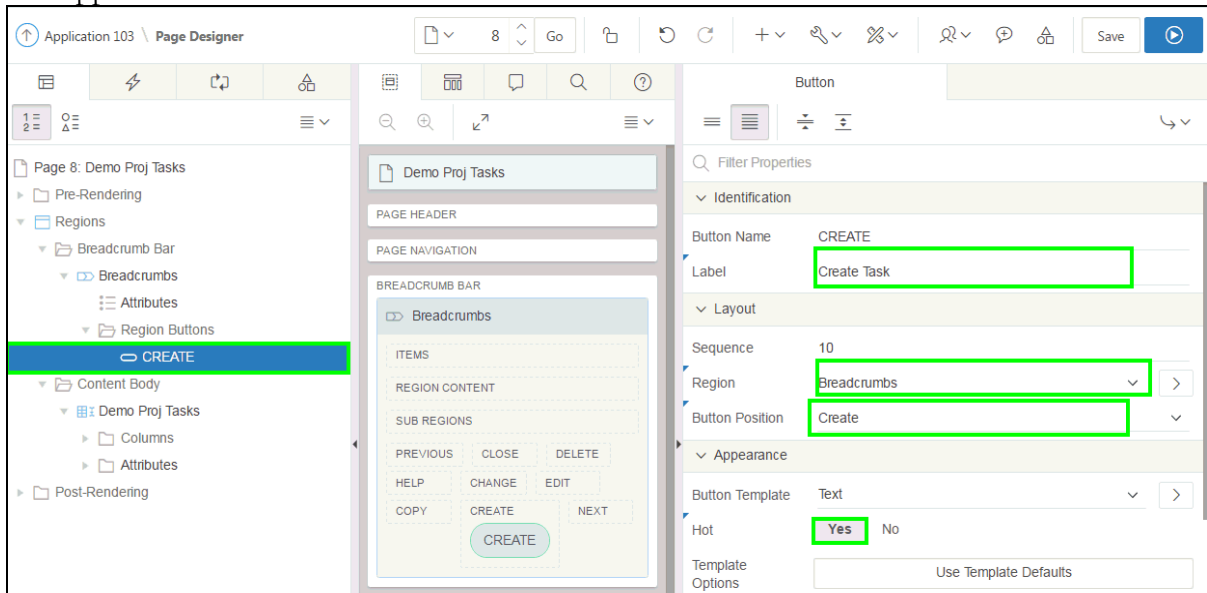 Application 103 \ Page Designer
8
Go
Save
Button
Filter Properties
Page 8: Demo Proj Tasks
Pre-Rendering
Regions
Breadcrumb Bar
Breadcrumbs
Attributes
Region Buttons
CREATE
Content Body
Demo Proj Tasks
Columns
Attributes
Post-Rendering
Demo Proj Tasks
PAGE HEADER
PAGE NAVIGATION
BREADCRUMB BAR
Breadcrumbs
ITEMS
REGION CONTENT
SUB REGIONS
PREVIOUS CLOSE DELETE
HELP CHANGE EDIT
COPY CREATE NEXT
CREATE
Identification
Button Name CREATE
Label Create Task
Layout
Sequence 10
Region Breadcrumbs
Button Position Create
Appearance
Button Template Text
Hot Yes No
Template Options Use Template Defaults